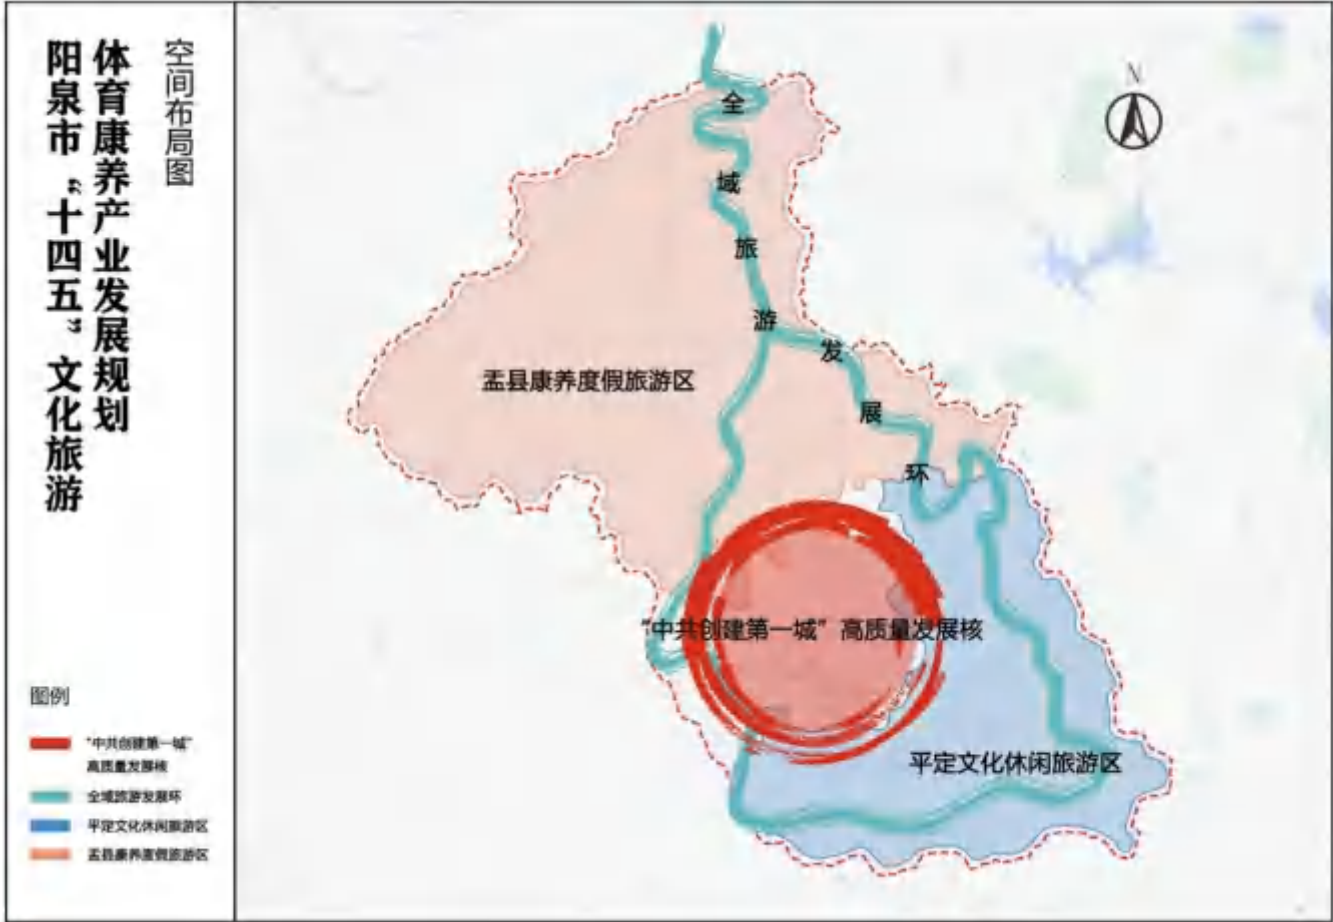 阳泉市“十四五”文化旅游
体育康养产业发展规划
空间布局图
N
全域旅游发展环
盂县康养度假旅游区
“中共创建第一城”高质量发展核
平定文化休闲旅游区
图例
“中共创建第一城”
高质量发展核
全域旅游发展环
平定文化休闲旅游区
盂县康养度假旅游区